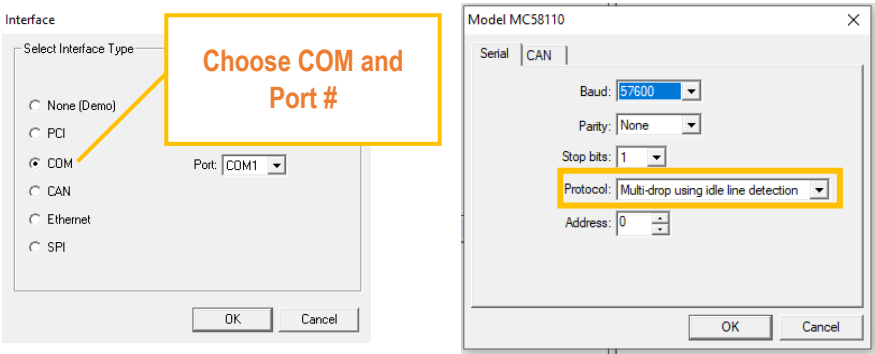 Interface
Select Interface Type
Choose COM and
Port #
None (Demo)
PCI
COM
Port: COM1
CAN
Ethernet
SPI
OK Cancel
Model MC58110
Serial CAN
Baud: 57600
Parity: None
Stop bits: 1
Protocol: Multi-drop using idle line detection
Address: 0
OK Cancel